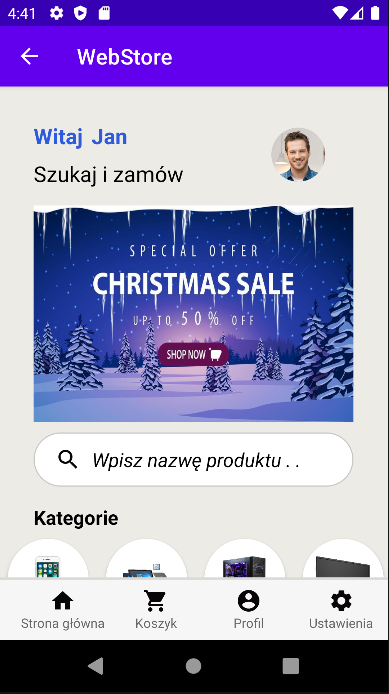 4:41
WebStore
Witaj Jan
Szukaj i zamów
SPECIAL OFFER
CHRISTMAS SALE
UP TO 50% OFF
SHOP NOW
Wpisz nazwę produktu . .
Kategorie
Strona główna Koszyk Profil Ustawienia